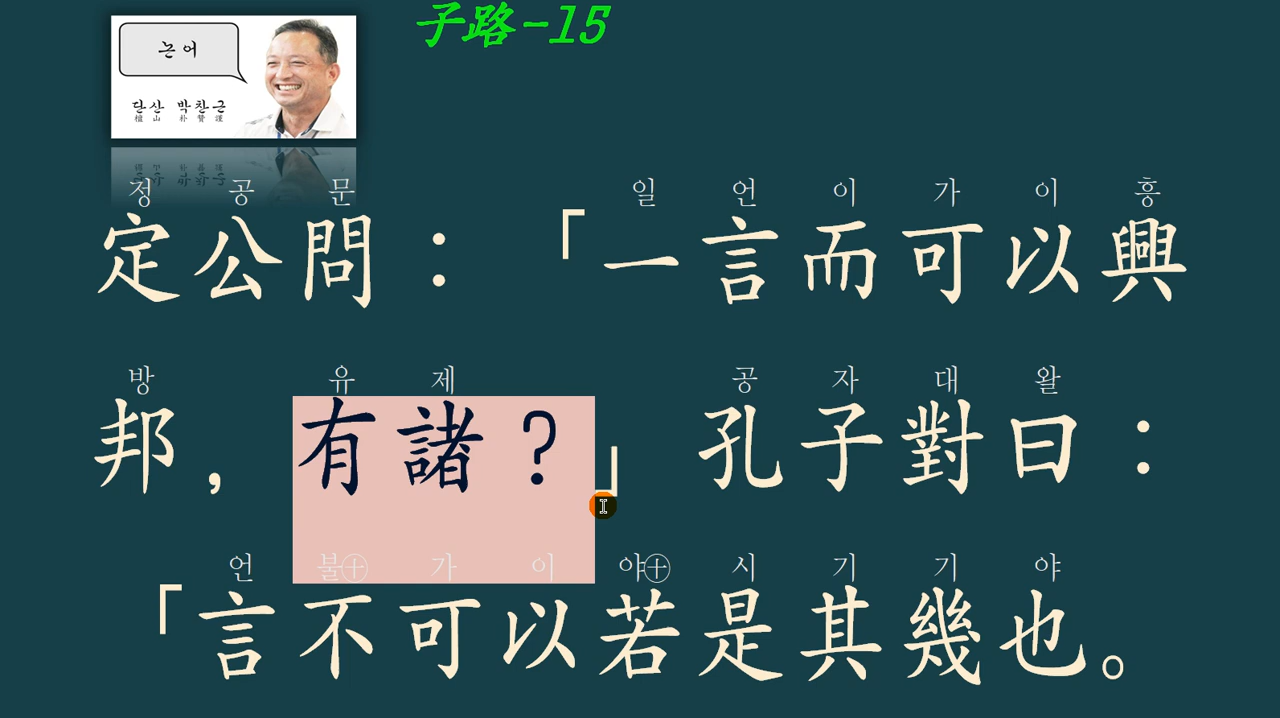 子路-15
논어
단산 박찬근
檀山 朴贊謹
정 공 문 일 언 이 가 이 흥
定公問：「一言而可以興
방 유 제 공 자 대 왈
邦，有諸？」孔子對曰：
언 불㊉ 가 이 야㊉ 시 기 기 야
「言不可以若是其幾也。